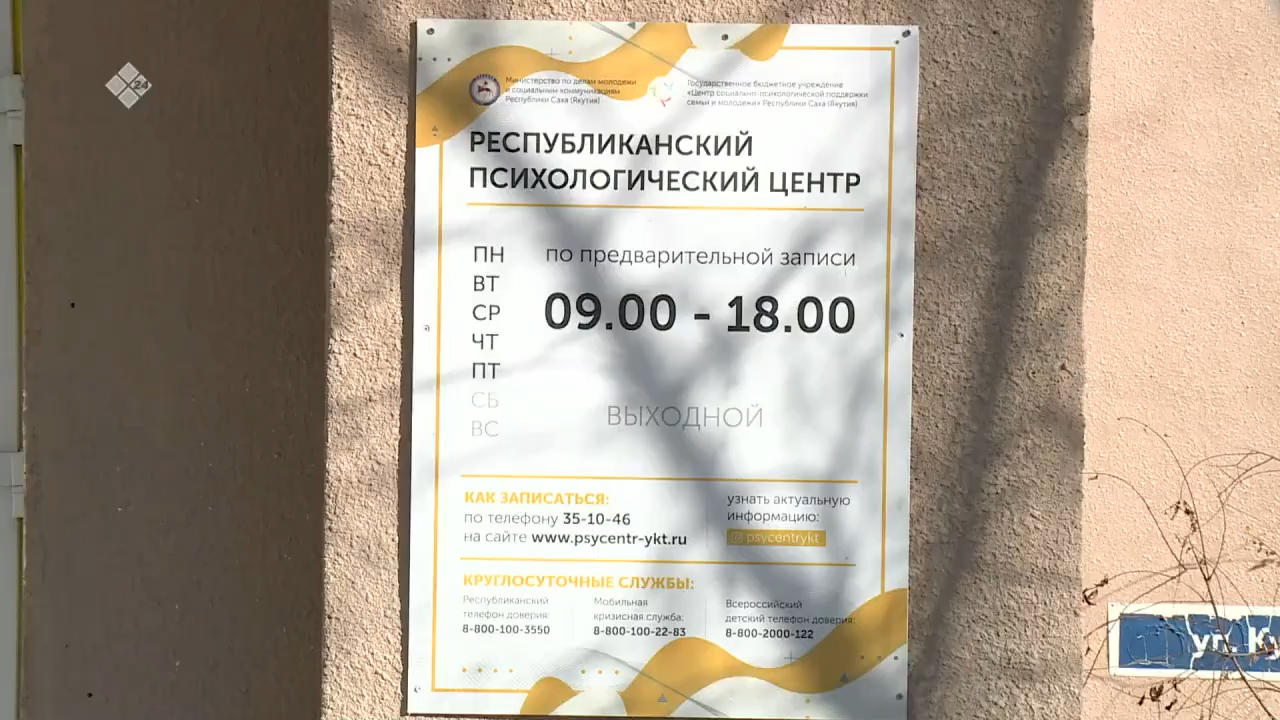 24
Министерство по делам молодежи
и социальным коммуникациям
Республики Саха (Якутия)
Государственное бюджетное учреждение
«Центр социально-психологической поддержки
семьи и молодежи» Республики Саха (Якутия)
РЕСПУБЛИКАНСКИЙ
ПСИХОЛОГИЧЕСКИЙ ЦЕНТР
ПН по предварительной записи
ВТ
СР 09.00 - 18.00
ЧТ
ПТ
СБ
ВЫХОДНОЙ
ВС
КАК ЗАПИСАТЬСЯ:
по телефону 35-10-46
на сайте www.psycentr-ykt.ru
узнать актуальную
информацию:
psycentrykt
КРУГЛОСУТОЧНЫЕ СЛУЖБЫ:
Республиканский
телефон доверия:
8-800-100-3550
Мобильная
кризисная служба:
8-800-100-22-83
Всероссийский
детский телефон доверия:
8-800-2000-122
ул. Ку